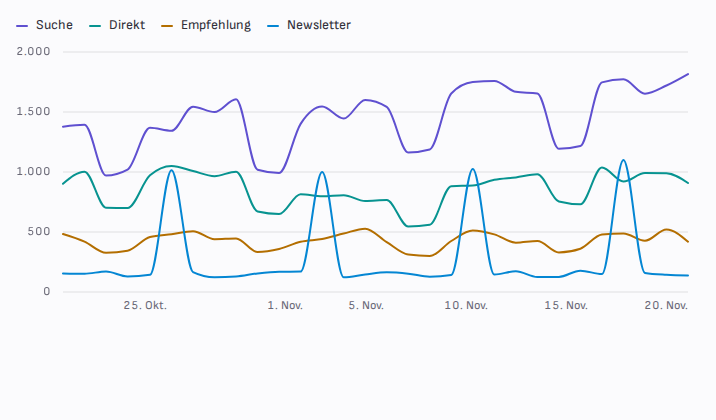 Suche Direkt Empfehlung Newsletter
2.000
1.500
1.000
500
0
25. Okt. 1. Nov. 5. Nov. 10. Nov. 15. Nov. 20. Nov.